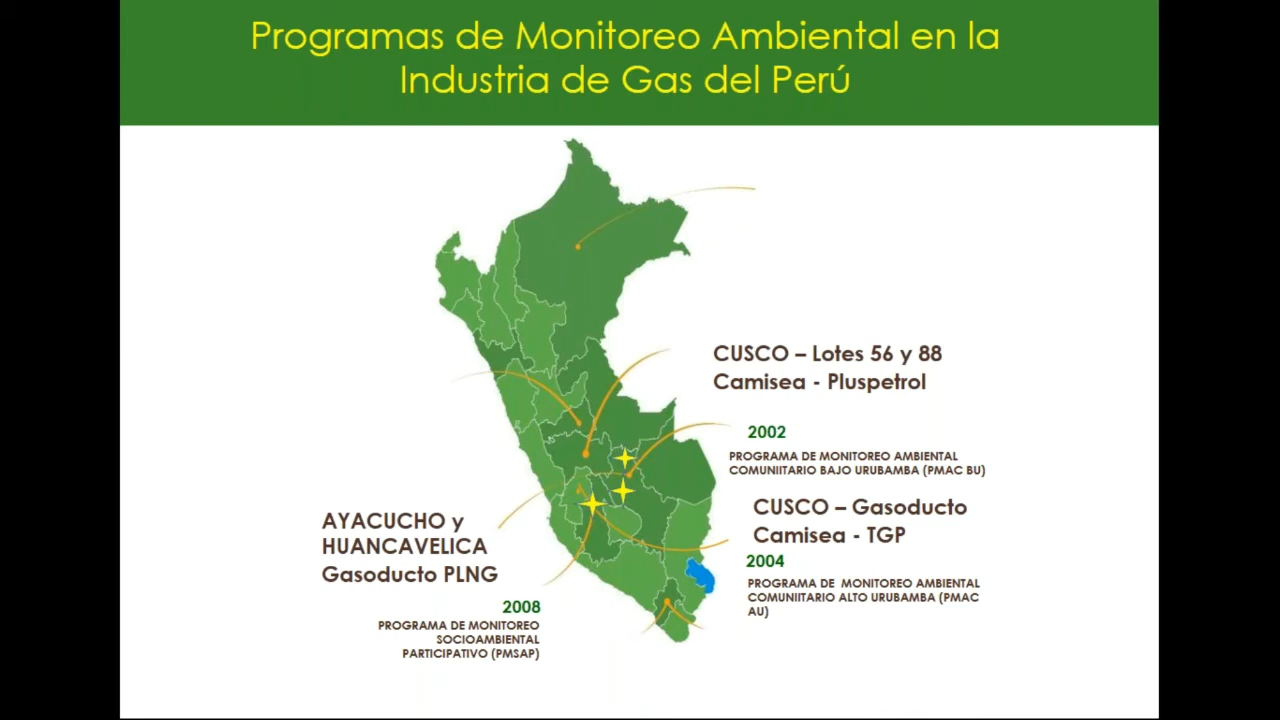 Programas de Monitoreo Ambiental en la
Industria de Gas del Perú
CUSCO – Lotes 56 y 88
Camisea - Pluspetrol
2002
PROGRAMA DE MONITOREO AMBIENTAL
COMUNIITARIO BAJO URUBAMBA (PMAC BU)
CUSCO – Gasoducto
Camisea - TGP
2004
PROGRAMA DE MONITOREO AMBIENTAL
COMUNIITARIO ALTO URUBAMBA (PMAC
AU)
AYACUCHO y
HUANCAVELICA
Gasoducto PLNG
2008
PROGRAMA DE MONITOREO
SOCIOAMBIENTAL
PARTICIPATIVO (PMSAP)